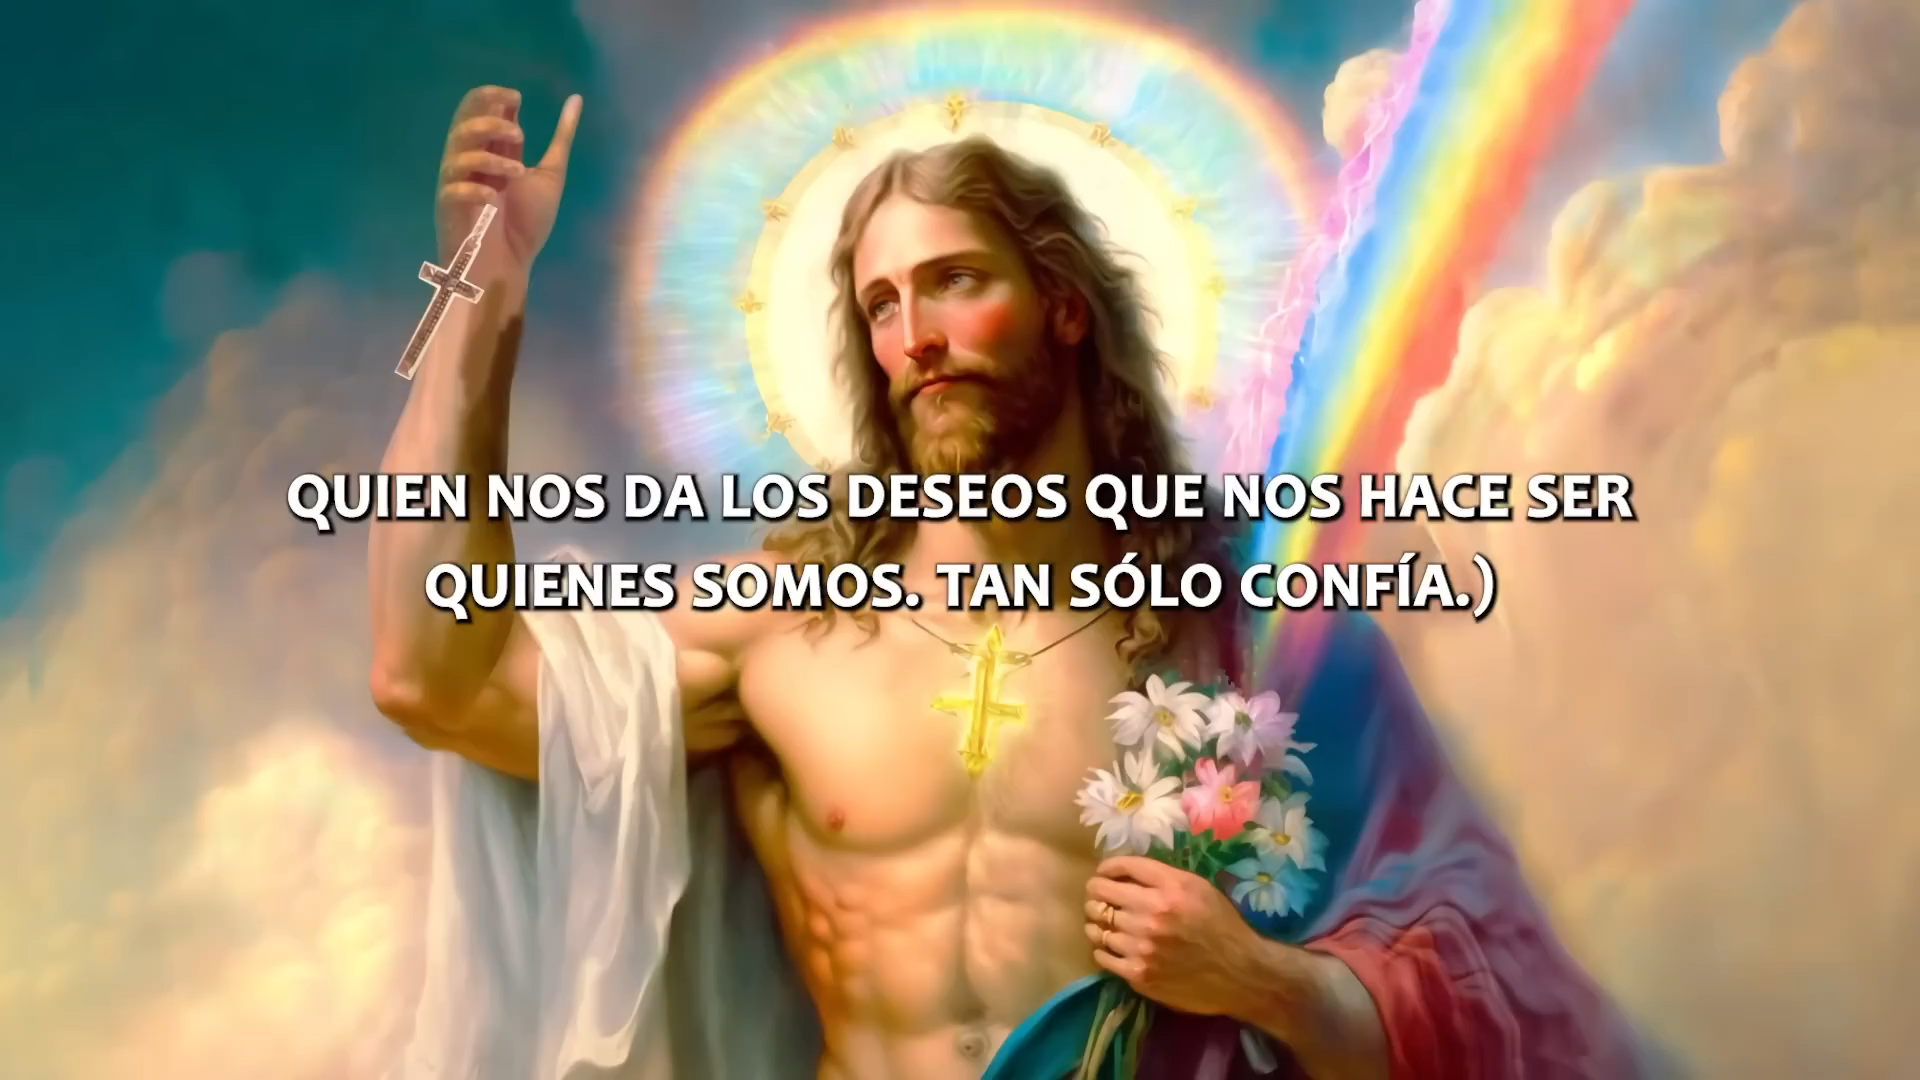 QUIEN NOS DA LOS DESEOS QUE NOS HACE SER
QUIENES SOMOS. TAN SÓLO CONFÍA.)